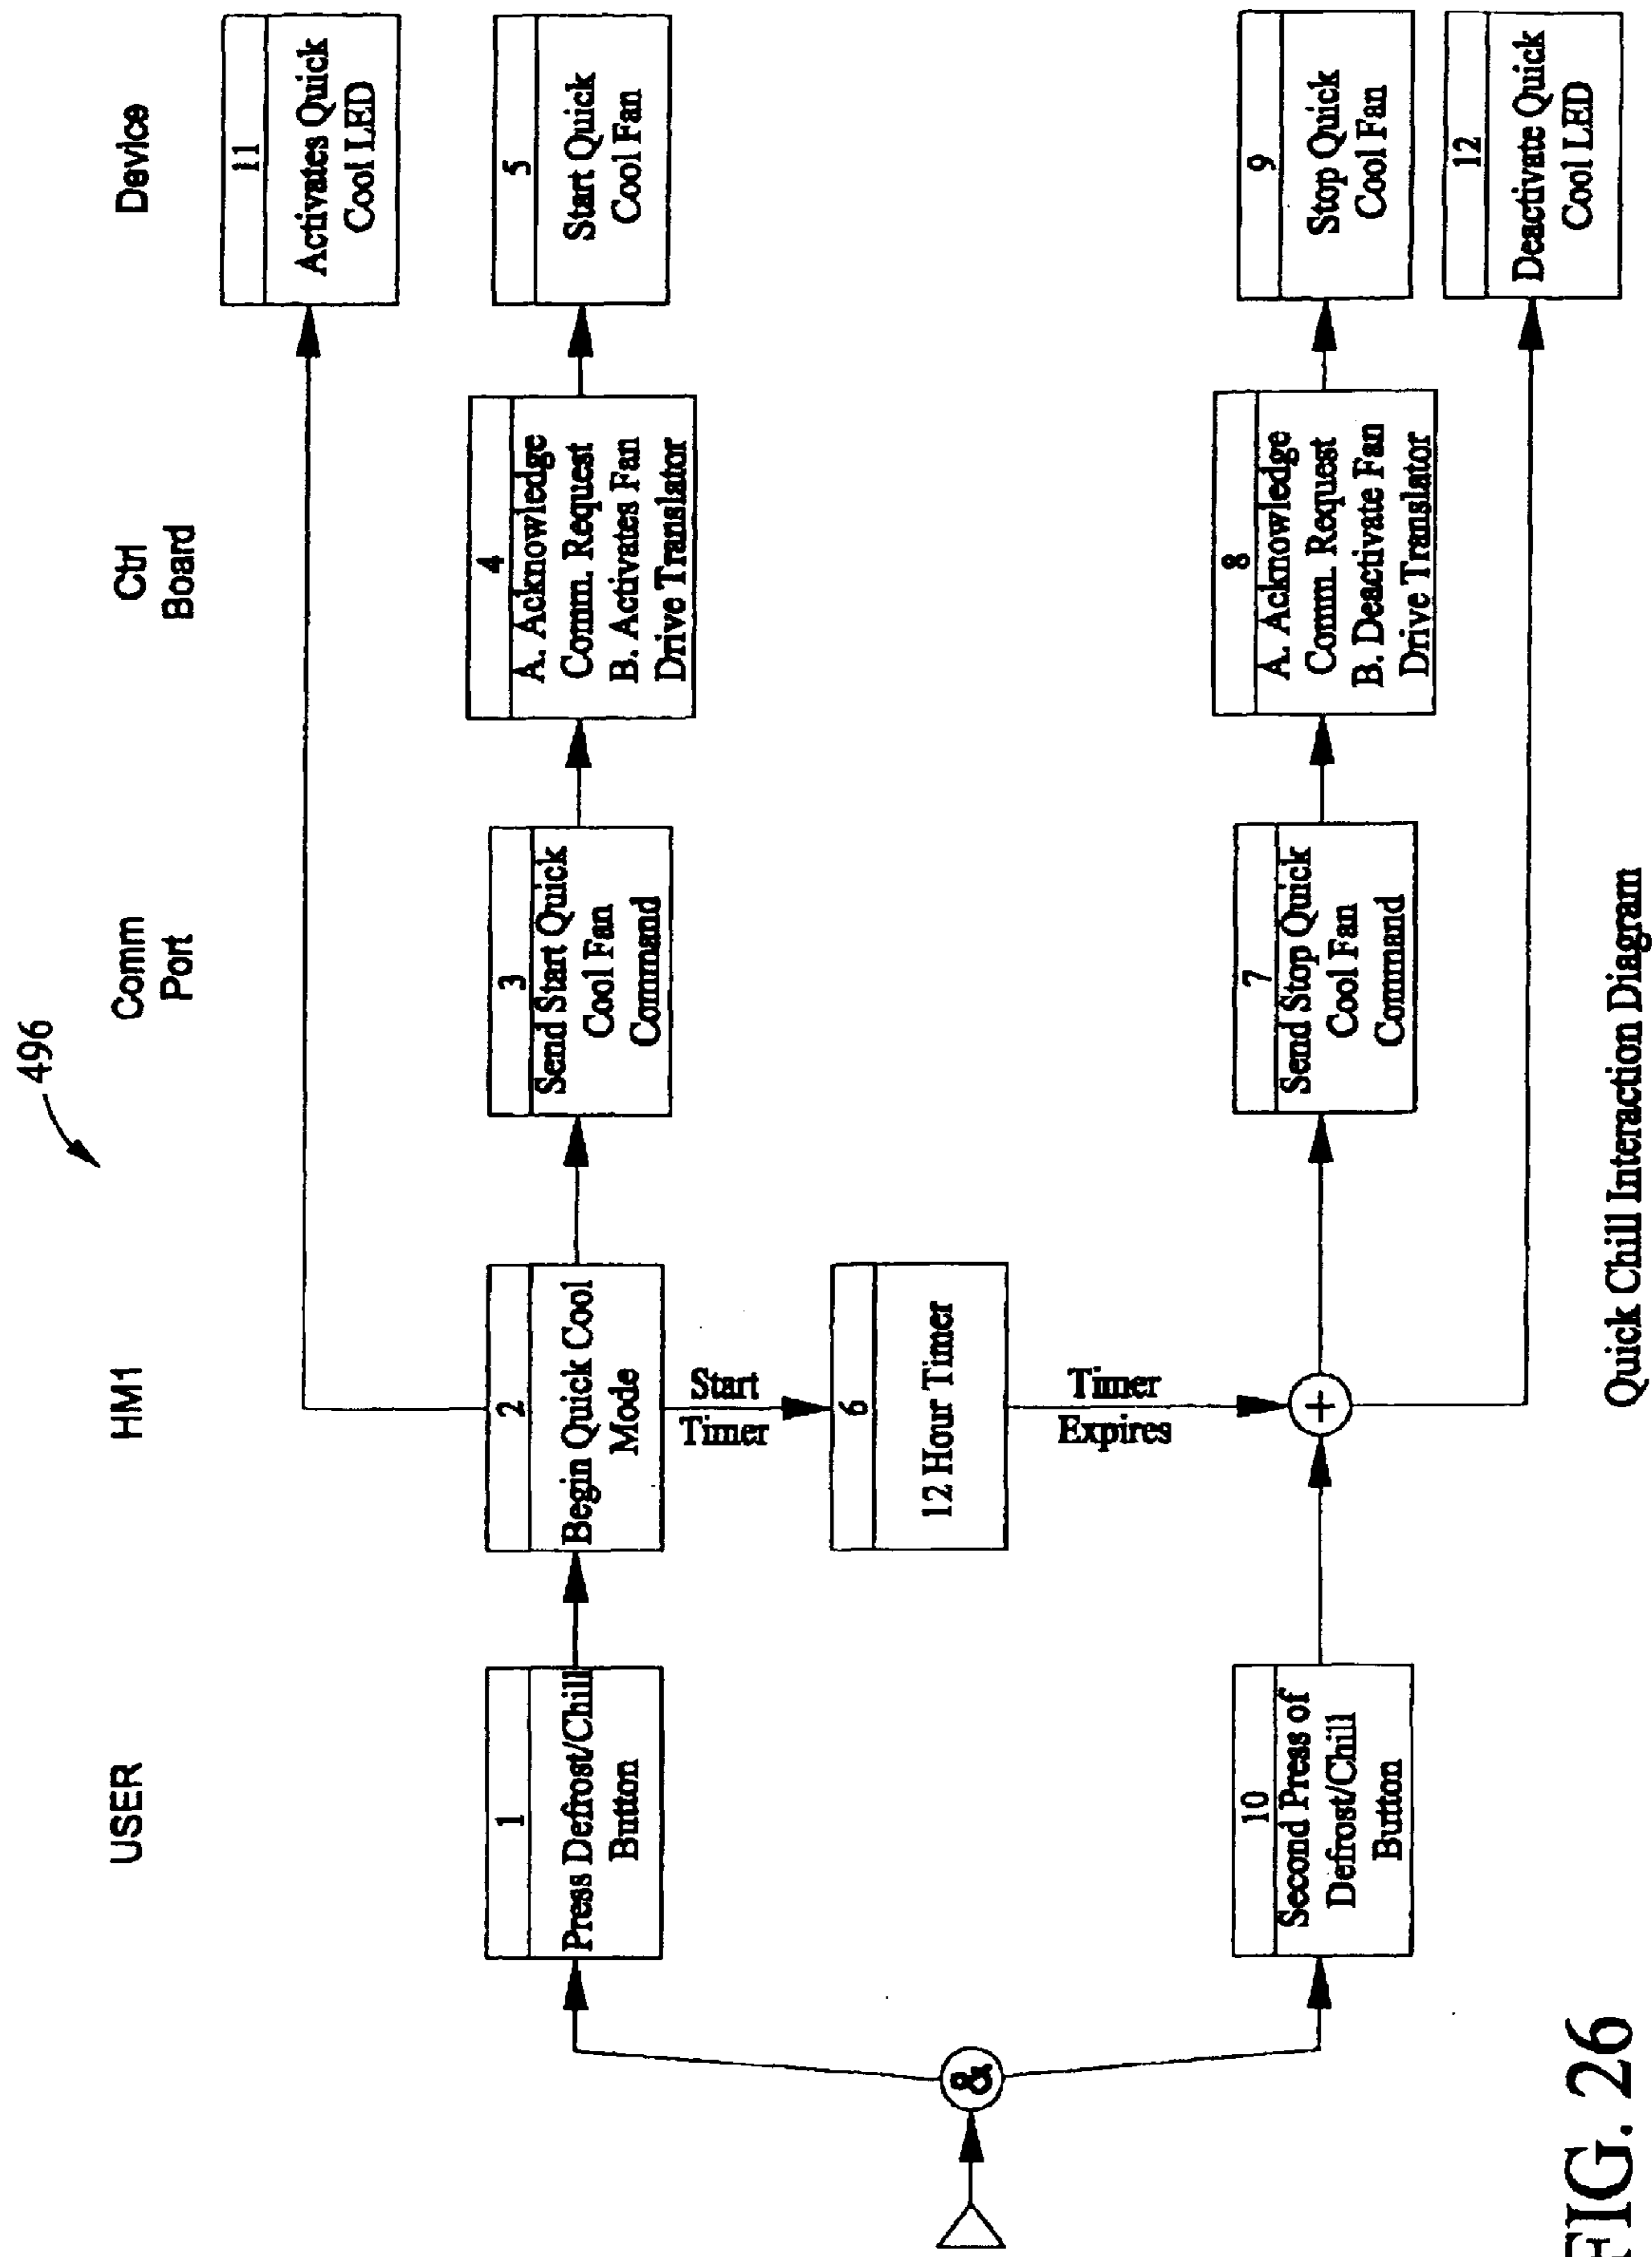 496
USER
HM1
Comm
Port
Ctrl
Board
Device
11
Activates Quick
Cool LED
1
Press Defrost/Chill
Button
2
Begin Quick Cool
Mode
3
Send Start Quick
Cool Fan
Command
4
A. Acknowledge
Comm. Request
B. Activates Fan
Drive Translator
5
Start Quick
Cool Fan
Start
Timer
6
12 Hour Timer
&
Timer
Expires
10
Second Press of
Defrost/Chill
Button
+
7
Send Stop Quick
Cool Fan
Command
8
A. Acknowledge
Comm. Request
B. Deactivate Fan
Drive Translator
9
Stop Quick
Cool Fan
12
Deactivate Quick
Cool LED
Quick Chill Interaction Diagram
FIG. 26